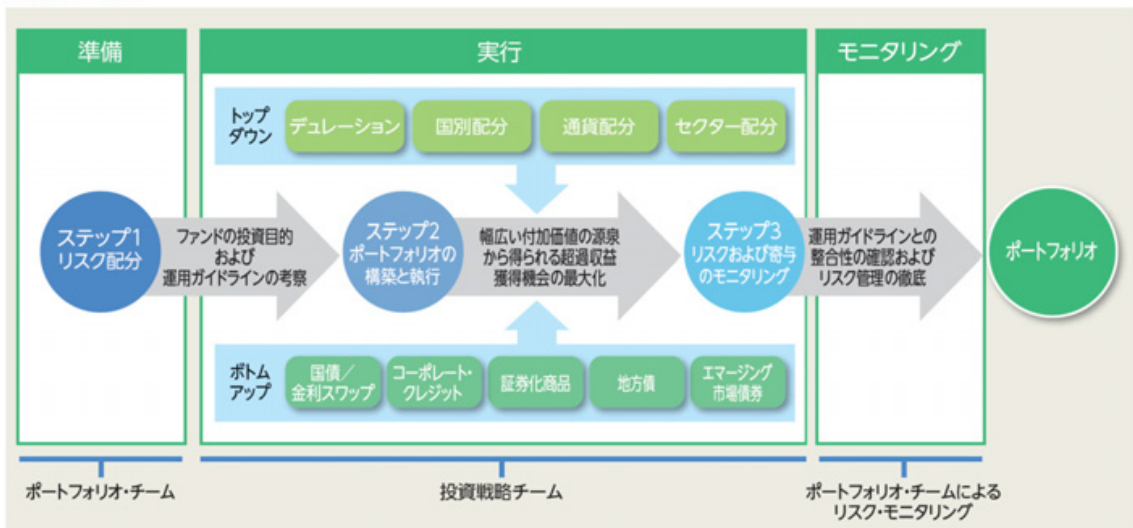 準備
実行
モニタリング
トップ
ダウン
デュレーション
国別配分
通貨配分
セクター配分
ステップ1
リスク配分
ファンドの投資目的
および
運用ガイドラインの考察
ステップ2
ポートフォリオの
構築と執行
幅広い付加価値の源泉
から得られる超過収益
獲得機会の最大化
ステップ3
リスクおよび寄与
のモニタリング
運用ガイドラインとの
整合性の確認および
リスク管理の徹底
ポートフォリオ
ボトム
アップ
国債／
金利スワップ
コーポレート・
クレジット
証券化商品
地方債
エマージング
市場債券
ポートフォリオ・チーム
投資戦略チーム
ポートフォリオ・チームによる
リスク・モニタリング